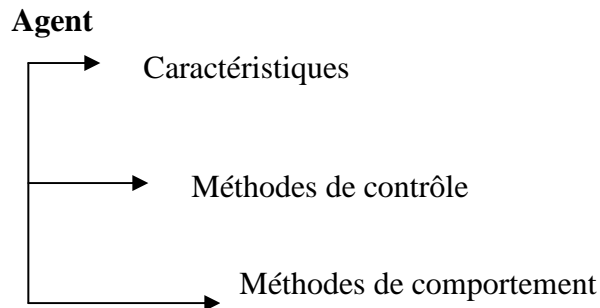 Agent
Caractéristiques
Méthodes de contrôle
Méthodes de comportement